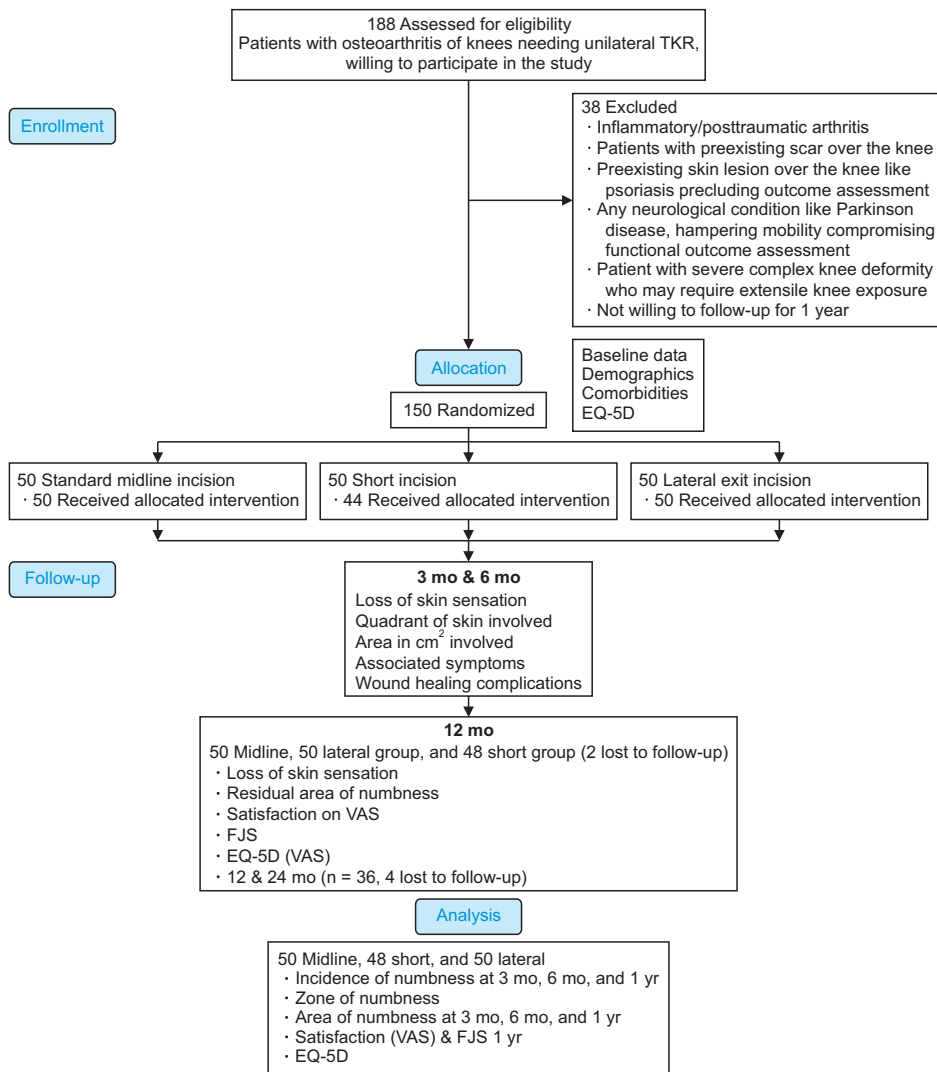 188 Assessed for eligibility
Patients with osteoarthritis of knees needing unilateral TKR,
willing to participate in the study
Enrollment
38 Excluded
· Inflammatory/posttraumatic arthritis
· Patients with preexisting scar over the knee
· Preexisting skin lesion over the knee like
psoriasis precluding outcome assessment
· Any neurological condition like Parkinson
disease, hampering mobility compromising
functional outcome assessment
· Patient with severe complex knee deformity
who may require extensile knee exposure
· Not willing to follow-up for 1 year
Allocation
150 Randomized
Baseline data
Demographics
Comorbidities
EQ-5D
50 Standard midline incision
· 50 Received allocated intervention
50 Short incision
· 44 Received allocated intervention
50 Lateral exit incision
· 50 Received allocated intervention
Follow-up
3 mo & 6 mo
Loss of skin sensation
Quadrant of skin involved
Area in cm² involved
Associated symptoms
Wound healing complications
12 mo
50 Midline, 50 lateral group, and 48 short group (2 lost to follow-up)
· Loss of skin sensation
· Residual area of numbness
· Satisfaction on VAS
· FJS
· EQ-5D (VAS)
· 12 & 24 mo (n = 36, 4 lost to follow-up)
Analysis
50 Midline, 48 short, and 50 lateral
· Incidence of numbness at 3 mo, 6 mo, and 1 yr
· Zone of numbness
· Area of numbness at 3 mo, 6 mo, and 1 yr
· Satisfaction (VAS) & FJS 1 yr
· EQ-5D